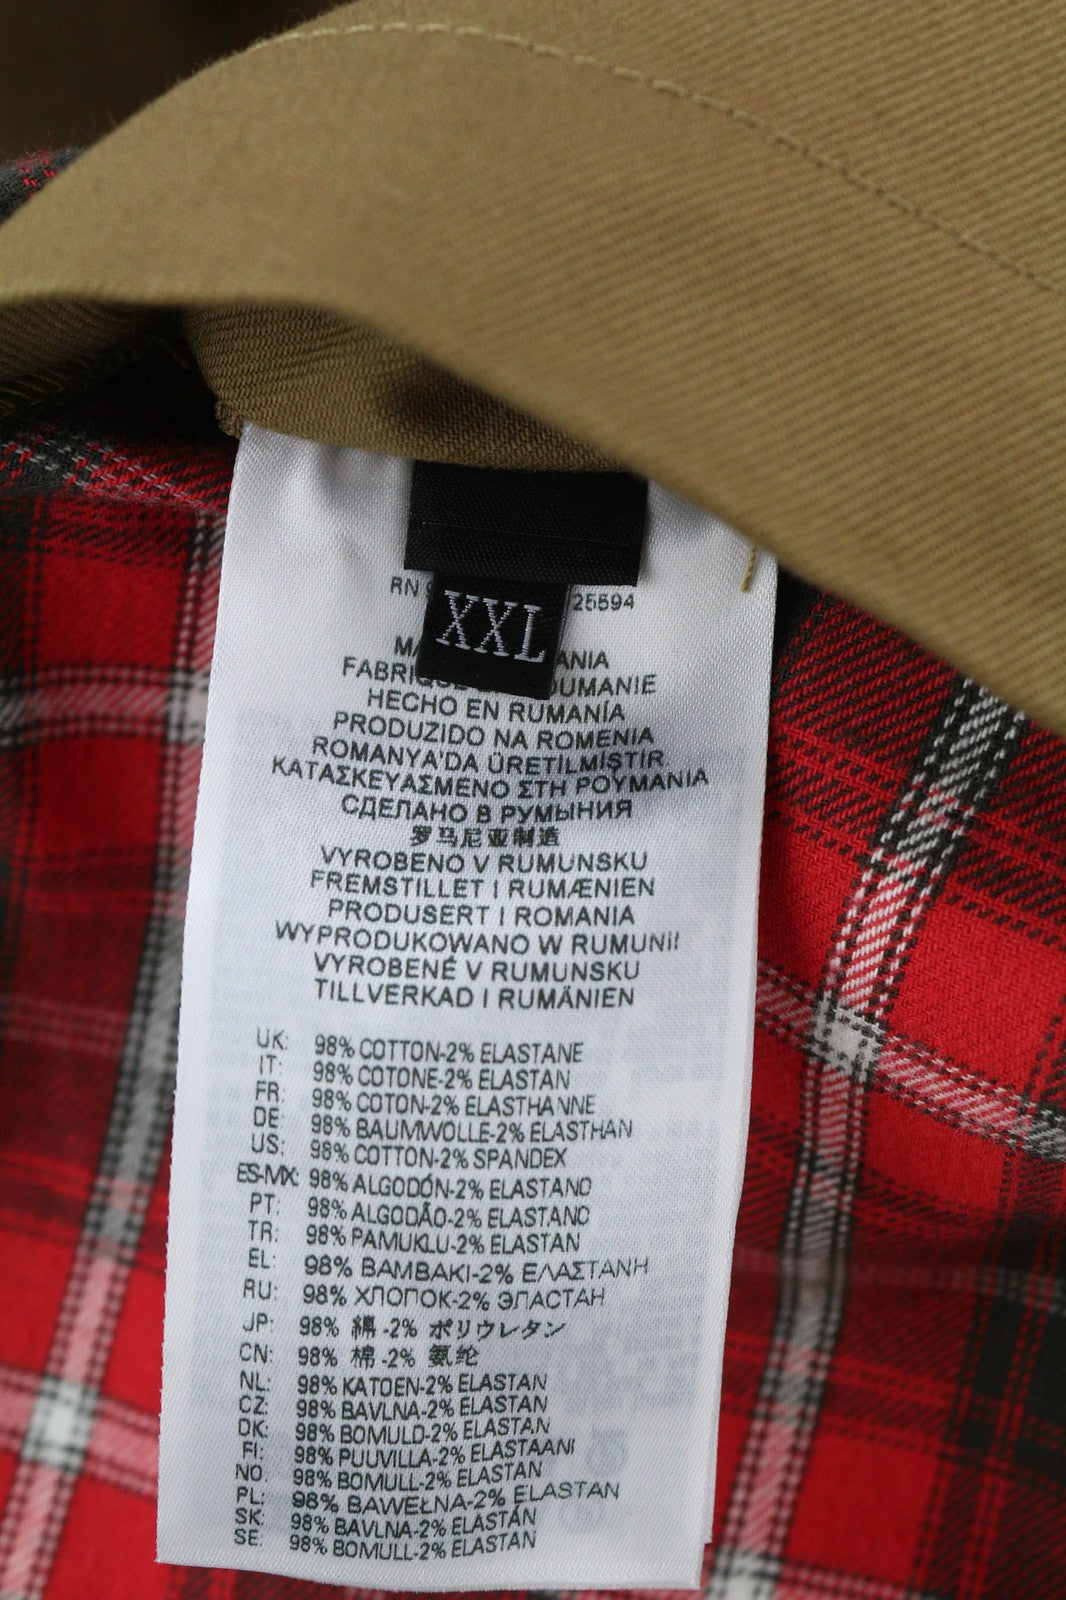 RN 25594
XXL
ANIA
FABRI OUMANIE
HECHO EN RUMANÍA
PRODUZIDO NA ROMENIA
ROMANYA'DA ÜRETILMIŞTIR
ΚΑΤΑΣΚΕΥΑΣΜΕΝΟ ΣΤΗ ΡΟΥΜΑΝΙΑ
СДЕЛАНО В РУМЫНИЯ
罗马尼亚制造
VYROBENO V RUMUNSKU
FREMSTILLET I RUMÆNIEN
PRODUSERT I ROMANIA
WYPRODUKOWANO W RUMUNII
VYROBENÉ V RUMUNSKU
TILLVERKAD I RUMÄNIEN
UK: 98% COTTON-2% ELASTANE
IT: 98% COTONE-2% ELASTAN
FR: 98% COTON-2% ELASTHANNE
DE: 98% BAUMWOLLE-2% ELASTHAN
US: 98% COTTON-2% SPANDEX
ES-MX: 98% ALGODÓN-2% ELASTANO
PT: 98% ALGODÃO-2% ELASTANO
TR: 98% PAMUKLU-2% ELASTAN
EL: 98% ΒΑΜΒΑΚΙ-2% ΕΛΑΣΤΑΝΗ
RU: 98% ХЛОПОК-2% ЭЛАСТАН
JP: 98% 綿 -2% ポリウレタン
CN: 98% 棉 -2% 氨纶
NL: 98% KATOEN-2% ELASTAN
CZ: 98% BAVLNA-2% ELASTAN
DK: 98% BOMULD-2% ELASTAN
FI: 98% PUUVILLA-2% ELASTAANI
NO: 98% BOMULL-2% ELASTAN
PL: 98% BAWEŁNA-2% ELASTAN
SK: 98% BAVLNA-2% ELASTÁN
SE: 98% BOMULL-2% ELASTAN